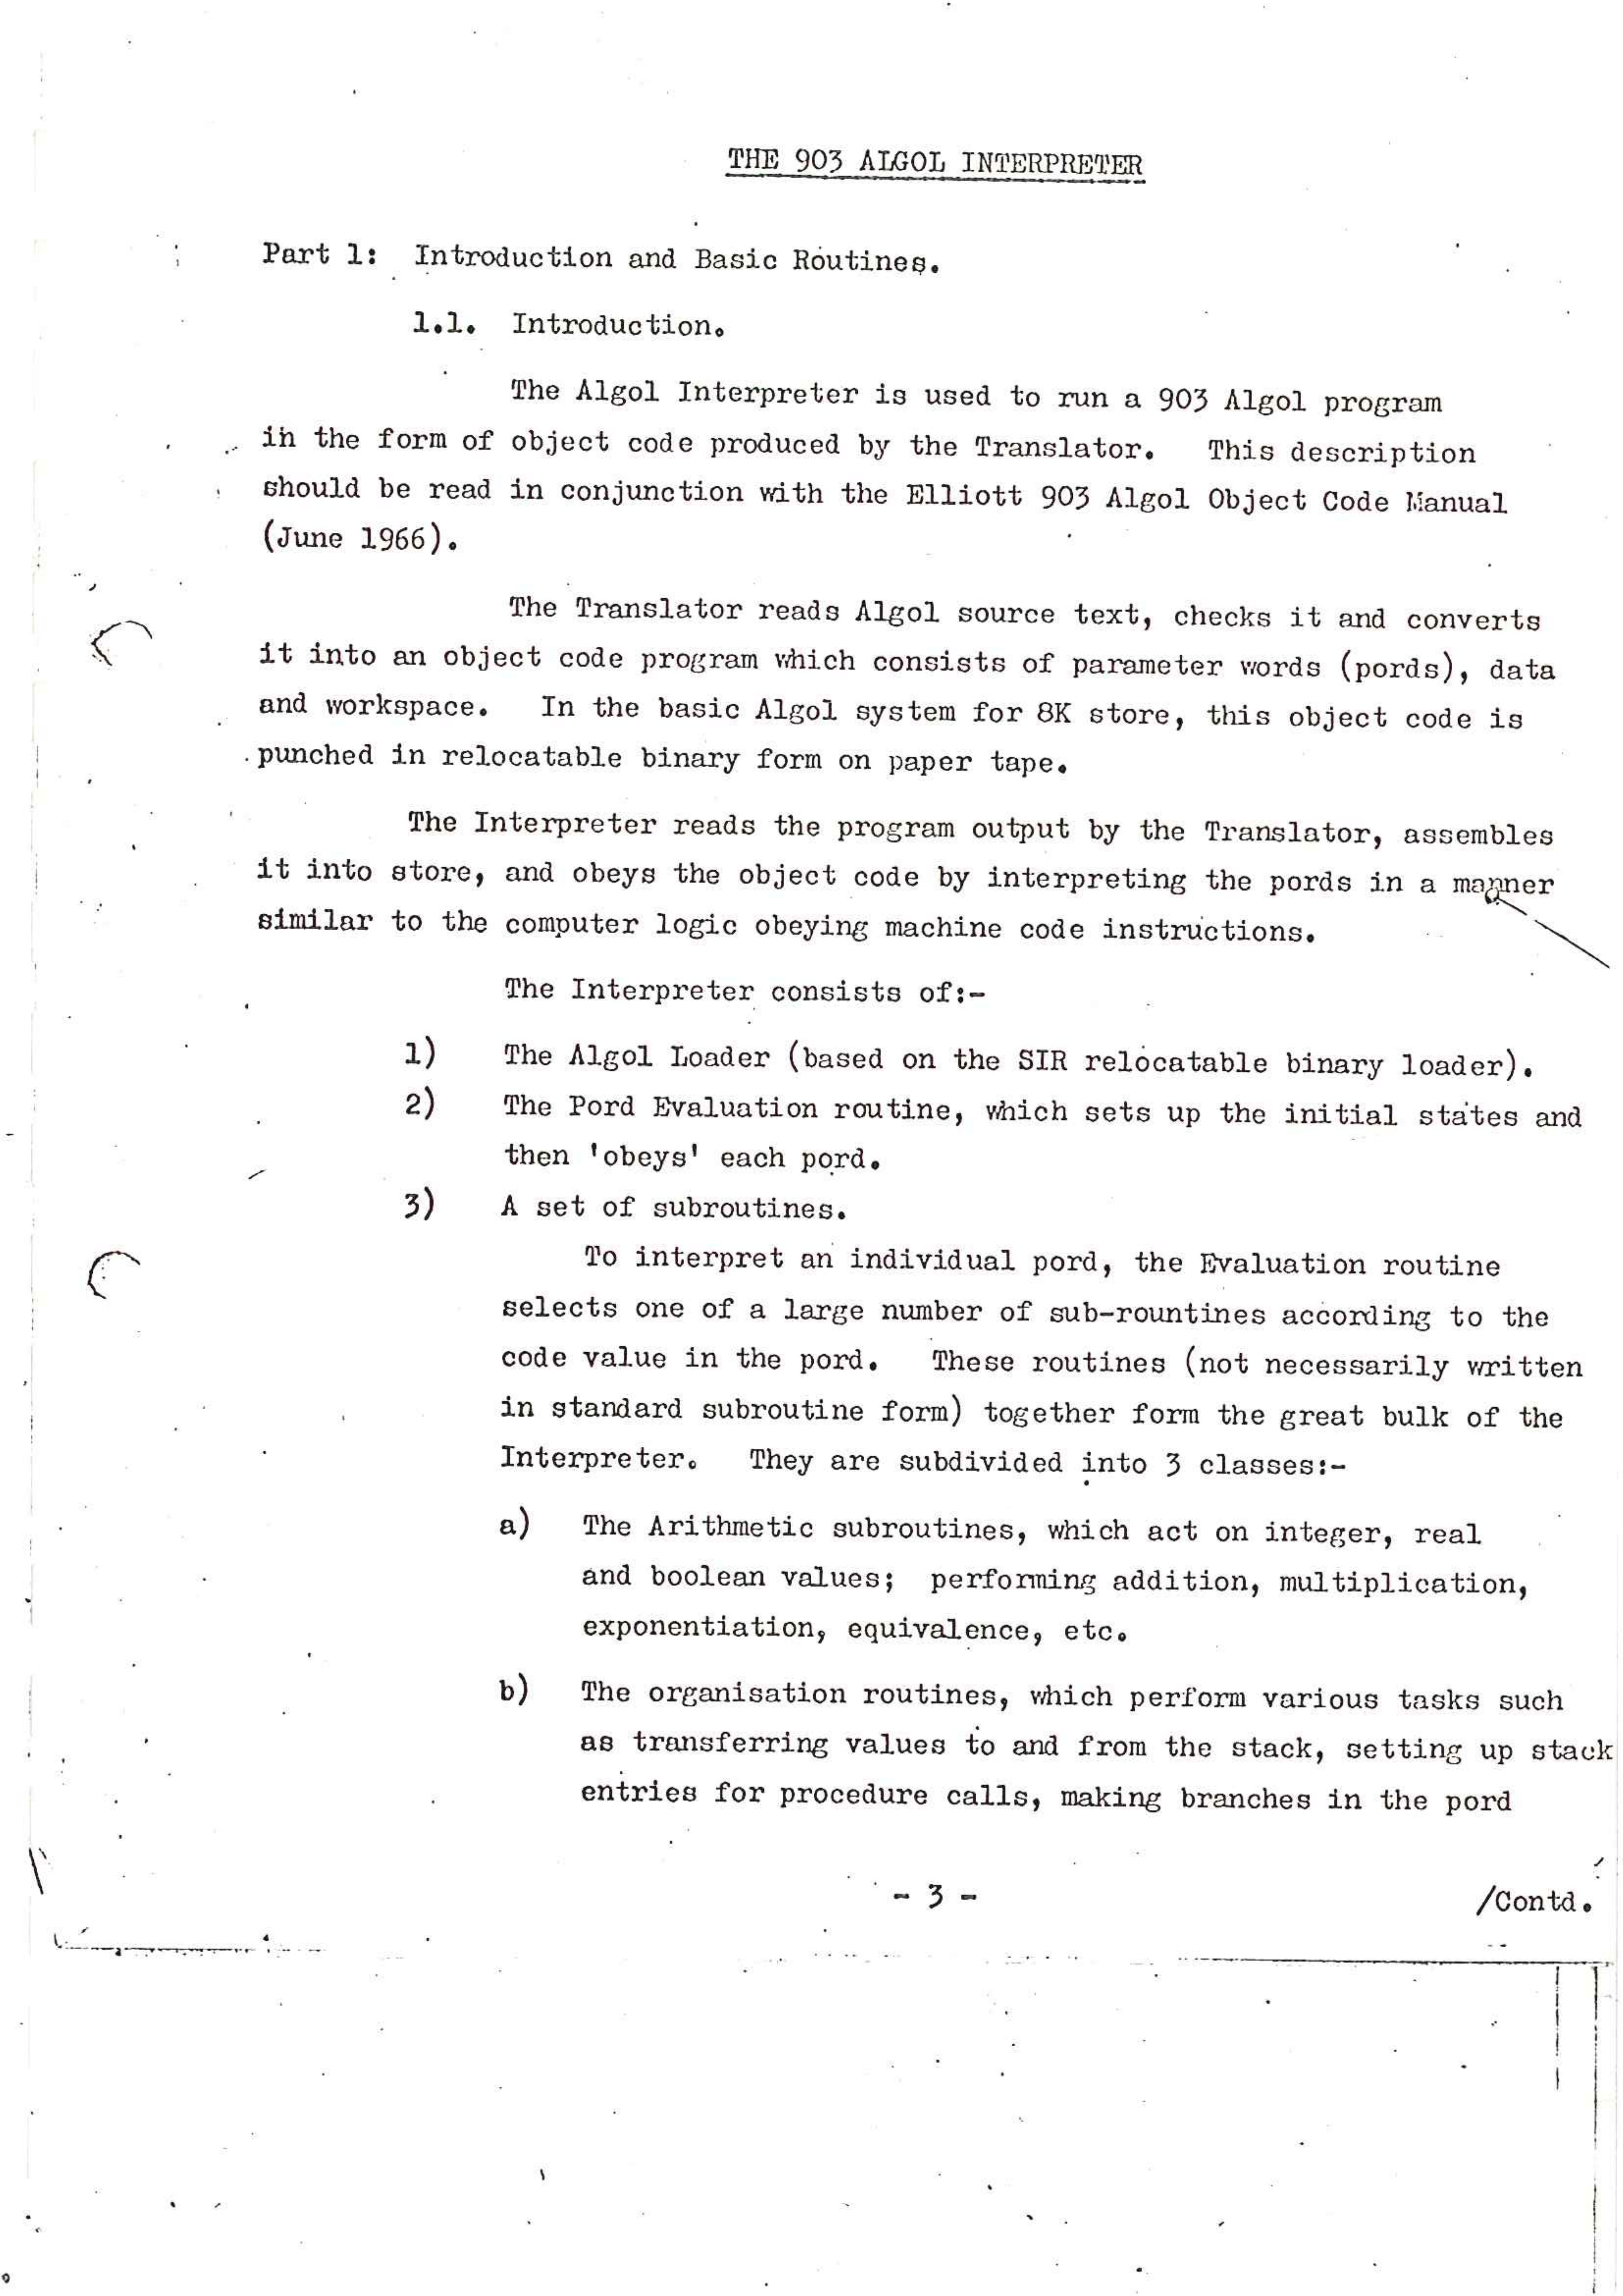 THE 903 ALGOL INTERPRETER
Part 1: Introduction and Basic Routines.
1.1. Introduction.
The Algol Interpreter is used to run a 903 Algol program
in the form of object code produced by the Translator. This description
should be read in conjunction with the Elliott 903 Algol Object Code Manual
(June 1966).
The Translator reads Algol source text, checks it and converts
it into an object code program which consists of parameter words (pords), data
and workspace. In the basic Algol system for 8K store, this object code is
punched in relocatable binary form on paper tape.
The Interpreter reads the program output by the Translator, assembles
it into store, and obeys the object code by interpreting the pords in a manner
similar to the computer logic obeying machine code instructions.
The Interpreter consists of:-
1) The Algol Loader (based on the SIR relocatable binary loader).
2) The Pord Evaluation routine, which sets up the initial states and
then 'obeys' each pord.
3) A set of subroutines.
To interpret an individual pord, the Evaluation routine
selects one of a large number of sub-rountines according to the
code value in the pord. These routines (not necessarily written
in standard subroutine form) together form the great bulk of the
Interpreter. They are subdivided into 3 classes:-
a) The Arithmetic subroutines, which act on integer, real
and boolean values; performing addition, multiplication,
exponentiation, equivalence, etc.
b) The organisation routines, which perform various tasks such
as transferring values to and from the stack, setting up stack
entries for procedure calls, making branches in the pord
- 3 -
/Contd.